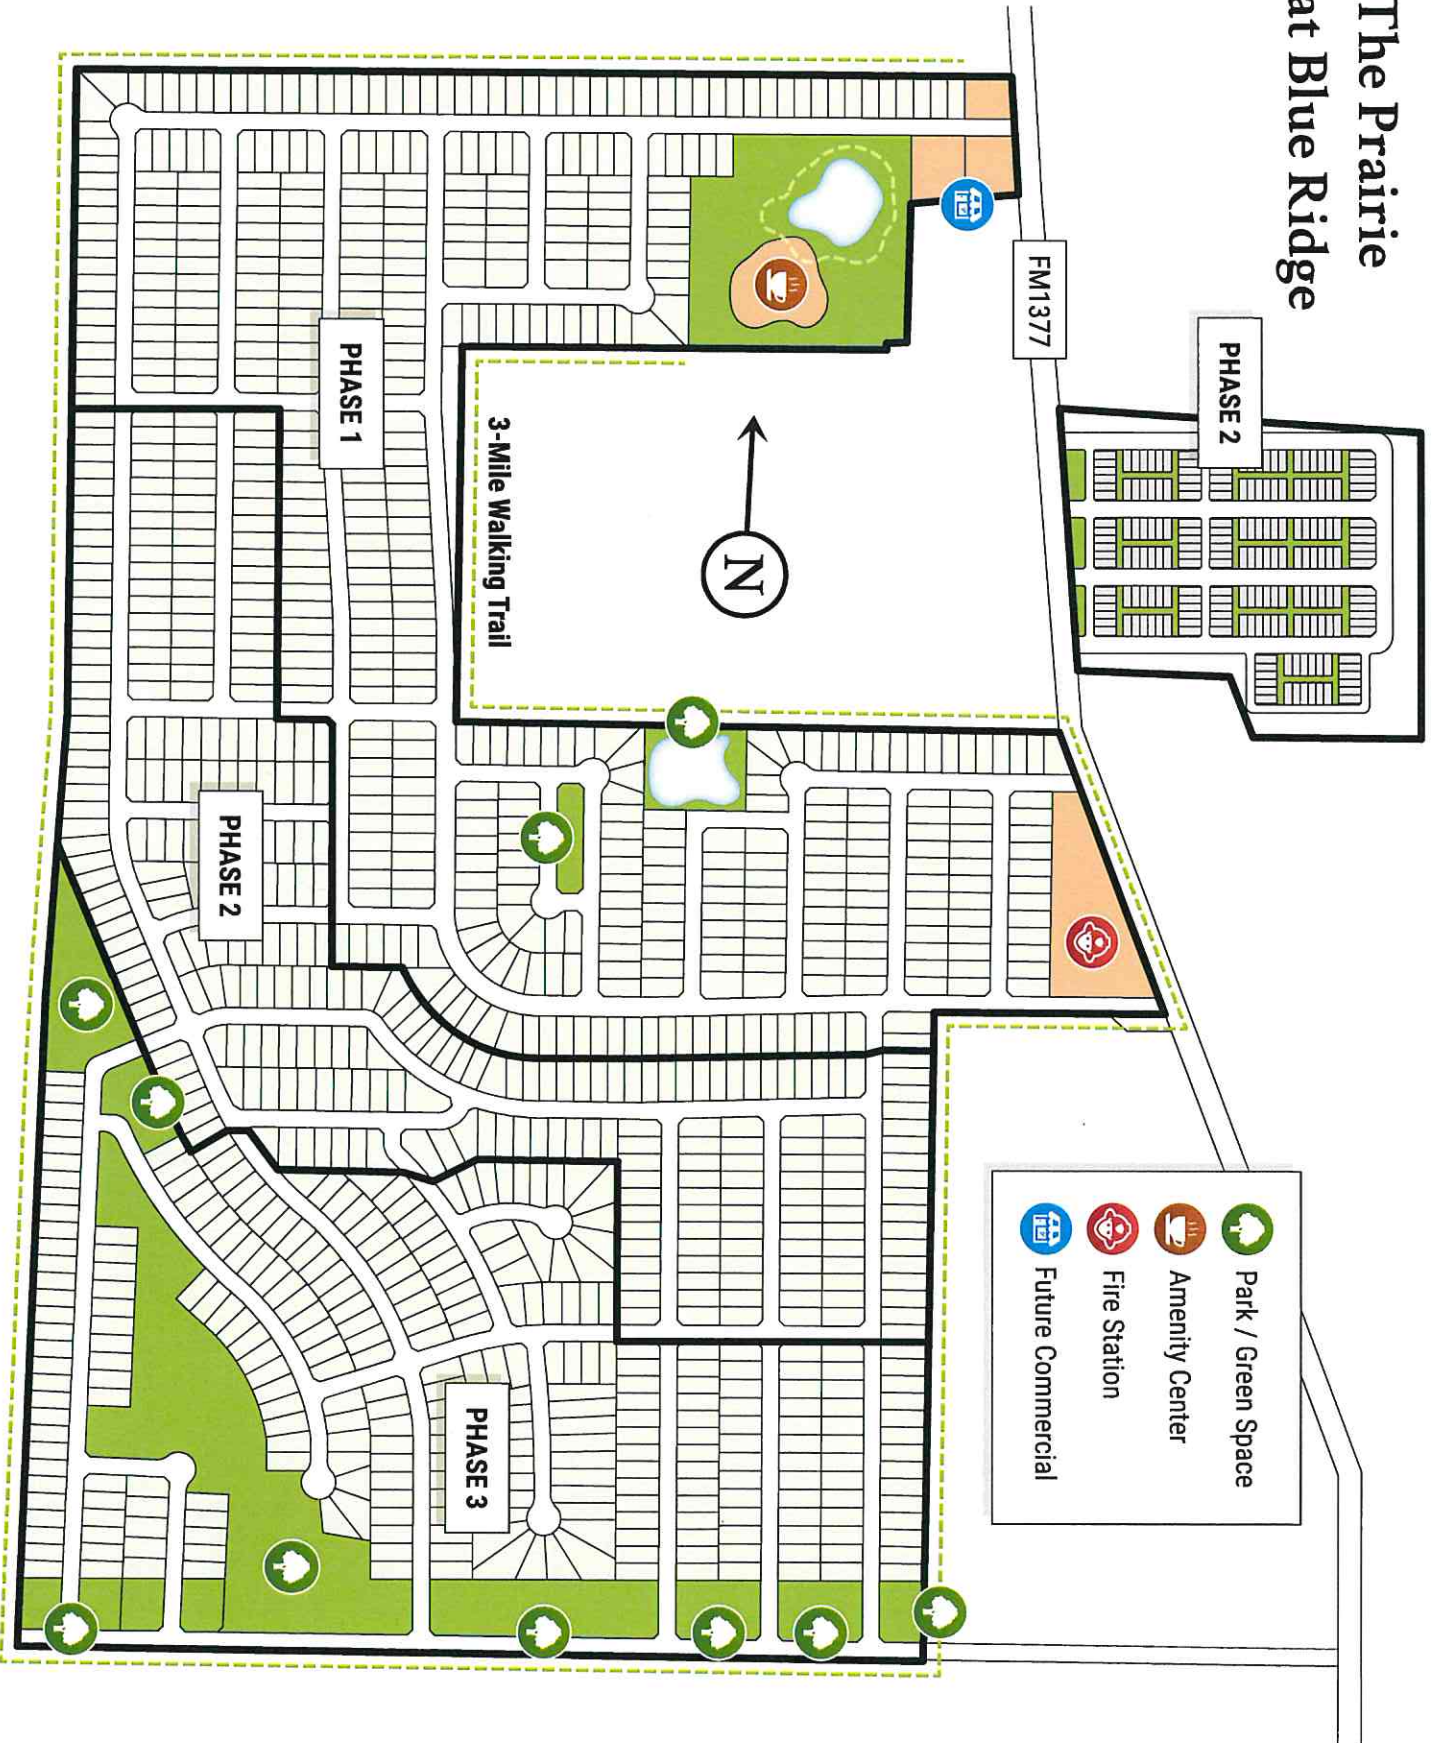 The Prairie
at Blue Ridge
PHASE 2
FM1377
N
3-Mile Walking Trail
PHASE 1
PHASE 2
PHASE 3
Park / Green Space
Amenity Center
Fire Station
Future Commercial